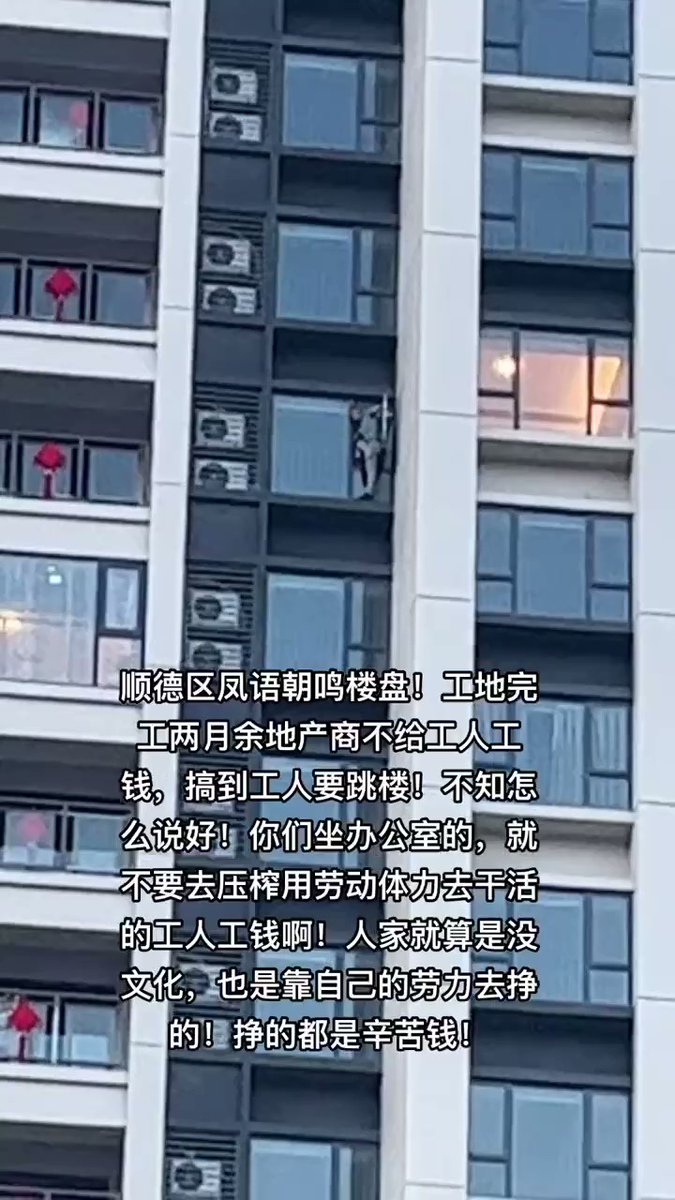 顺德区凤语朝鸣楼盘！工地完
工两月余地产商不给工人工
钱，搞到工人要跳楼！不知怎
么说好！你们坐办公室的，就
不要去压榨用劳动体力去干活
的工人工钱啊！人家就算是没
文化，也是靠自己的劳力去挣
的！挣的都是辛苦钱！